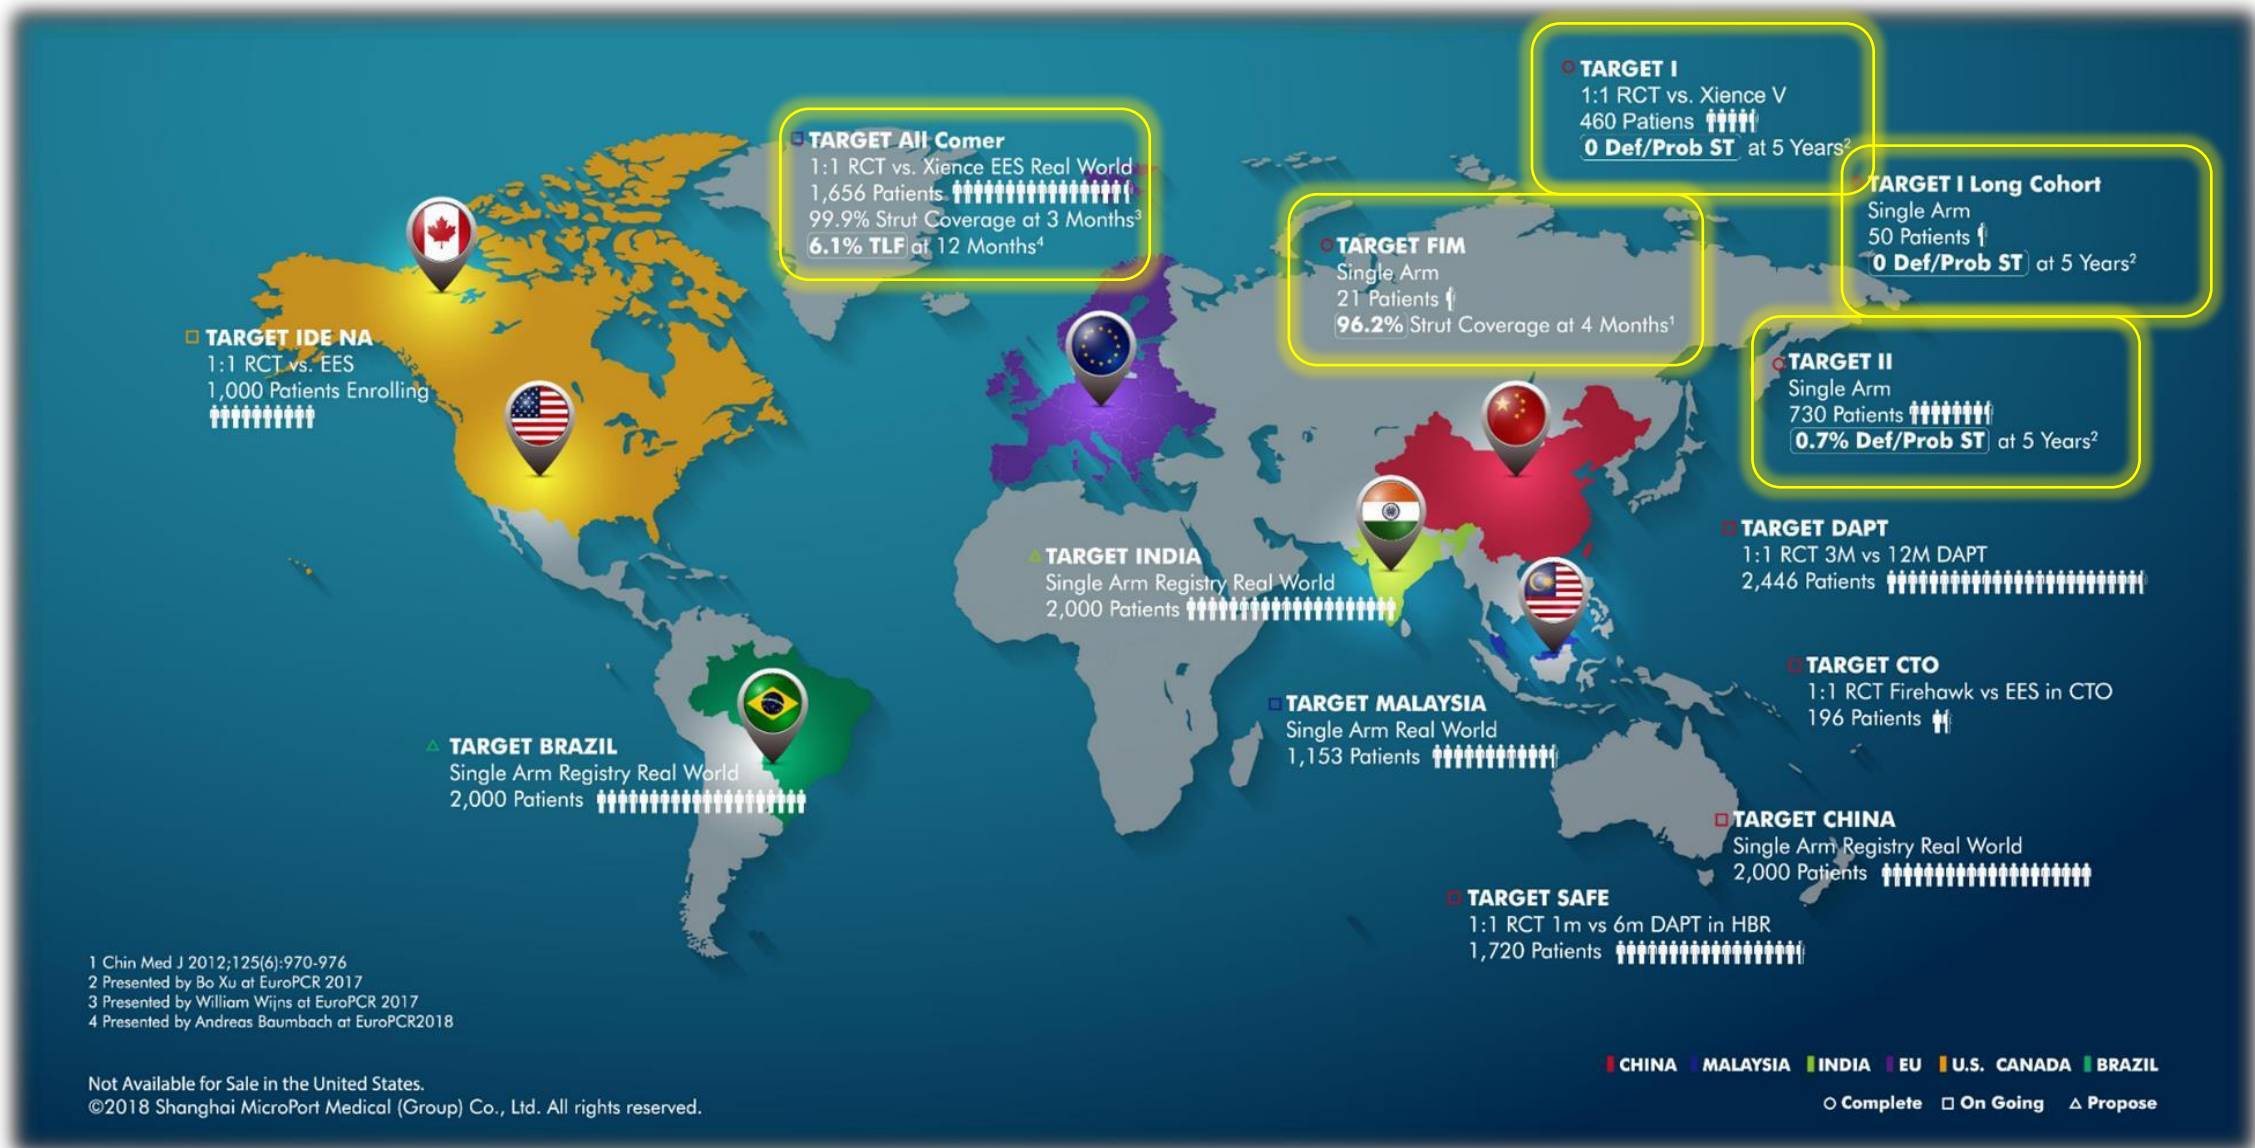 TARGET I
1:1 RCT vs. Xience V
460 Patiens
0 Def/Prob ST at 5 Years²
TARGET All Comer
1:1 RCT vs. Xience EES Real World
1,656 Patients
99.9% Strut Coverage at 3 Months³
6.1% TLF at 12 Months⁴
TARGET I Long Cohort
Single Arm
50 Patients
0 Def/Prob ST at 5 Years²
TARGET FIM
Single Arm
21 Patients
96.2% Strut Coverage at 4 Months¹
TARGET IDE NA
1:1 RCT vs. EES
1,000 Patients Enrolling
TARGET II
Single Arm
730 Patients
0.7% Def/Prob ST at 5 Years²
TARGET DAPT
1:1 RCT 3M vs 12M DAPT
2,446 Patients
TARGET INDIA
Single Arm Registry Real World
2,000 Patients
TARGET CTO
1:1 RCT Firehawk vs EES in CTO
196 Patients
TARGET MALAYSIA
Single Arm Real World
1,153 Patients
TARGET BRAZIL
Single Arm Registry Real World
2,000 Patients
TARGET CHINA
Single Arm Registry Real World
2,000 Patients
TARGET SAFE
1:1 RCT 1m vs 6m DAPT in HBR
1,720 Patients
1 Chin Med J 2012;125(6):970-976
2 Presented by Bo Xu at EuroPCR 2017
3 Presented by William Wijns at EuroPCR 2017
4 Presented by Andreas Baumbach at EuroPCR2018
Not Available for Sale in the United States.
©2018 Shanghai MicroPort Medical (Group) Co., Ltd. All rights reserved.
CHINA MALAYSIA INDIA EU U.S. CANADA BRAZIL
Complete On Going Propose